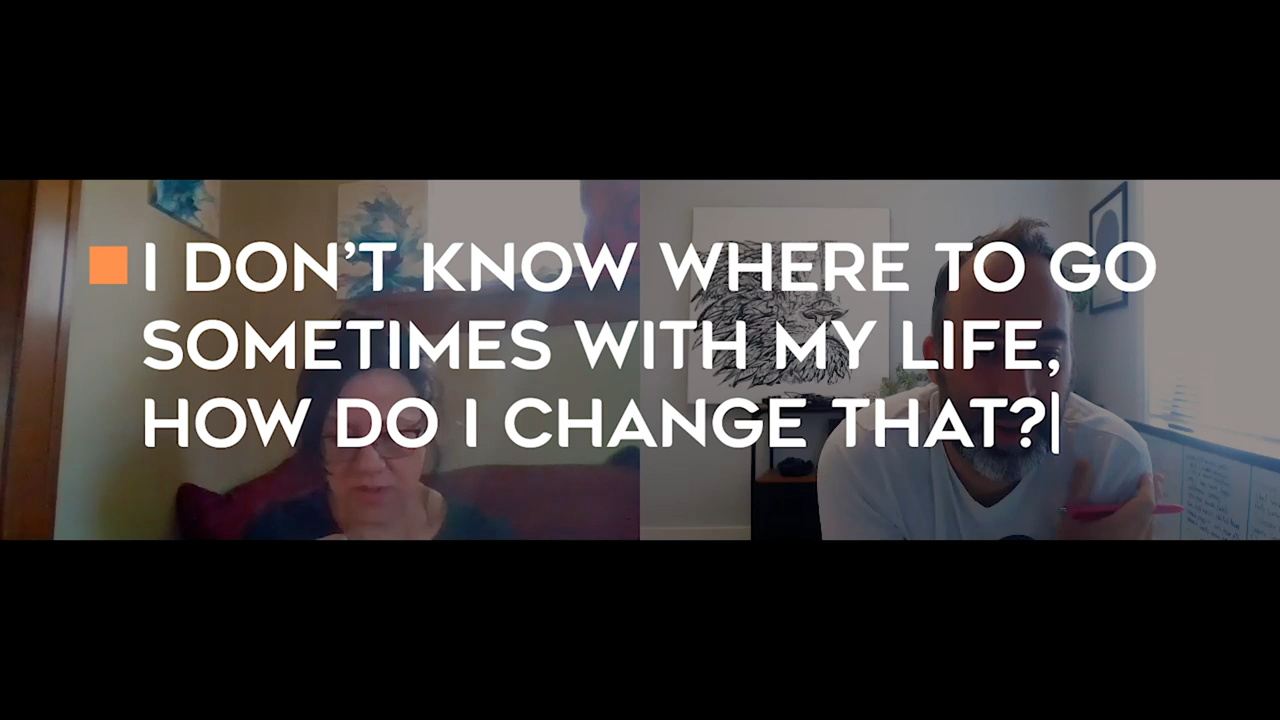 I DON’T KNOW WHERE TO GO
SOMETIMES WITH MY LIFE,
HOW DO I CHANGE THAT?